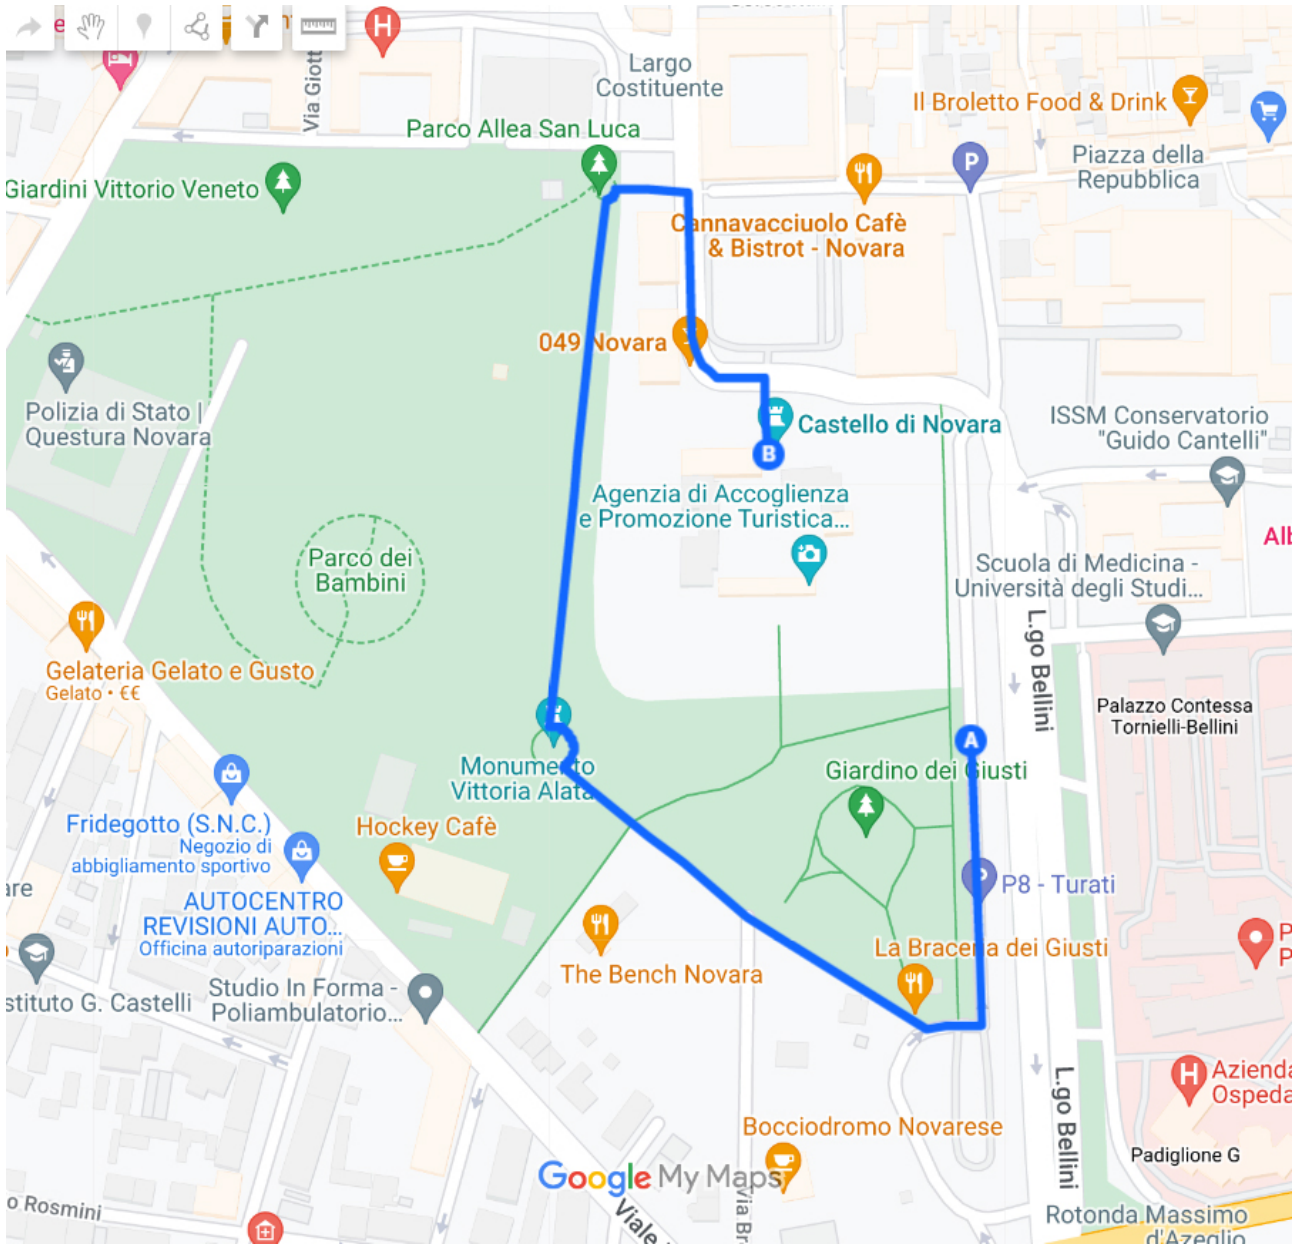 H
Largo
Costituente
Via Giott
Il Broletto Food & Drink
Parco Allea San Luca
P
Piazza della
Repubblica
Giardini Vittorio Veneto
Cannavacciuolo Cafè
& Bistrot - Novara
049 Novara
Polizia di Stato |
Questura Novara
Castello di Novara
ISSM Conservatorio
"Guido Cantelli"
B
Agenzia di Accoglienza
e Promozione Turistica...
Alb
Parco dei
Bambini
Scuola di Medicina -
Università degli Studi...
L.go Bellini
Gelateria Gelato e Gusto
Gelato • €€
Palazzo Contessa
Tornielli-Bellini
A
Monumento
Vittoria Alata
Giardino dei Giusti
Fridegotto (S.N.C.)
Negozio di
abbigliamento sportivo
Hockey Cafè
P
P8 - Turati
are
AUTOCENTRO
REVISIONI AUTO...
Officina autoriparazioni
La Braceria dei Giusti
P
P
The Bench Novara
stituto G. Castelli
Studio In Forma -
Poliambulatorio...
H
Azienda
Ospeda
L.go Bellini
Bocciodromo Novarese
Padiglione G
Google My Maps
Via Br
o Rosmini
Viale
Rotonda Massimo
d'Azeglio